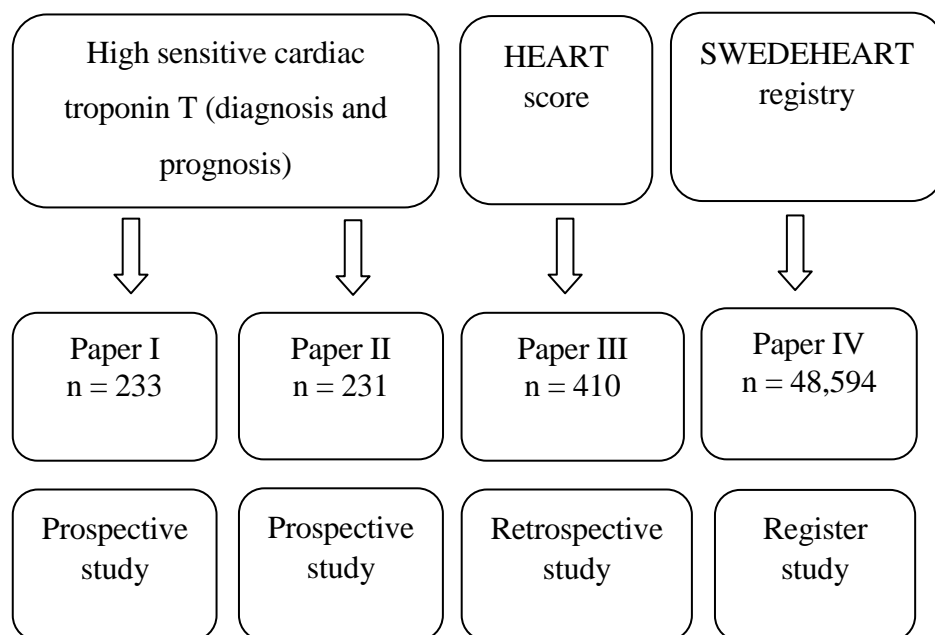 High sensitive cardiac
troponin T (diagnosis and
prognosis)
HEART
score
SWEDEHEART
registry
Paper I
n = 233
Paper II
n = 231
Paper III
n = 410
Paper IV
n = 48,594
Prospective
study
Prospective
study
Retrospective
study
Register
study